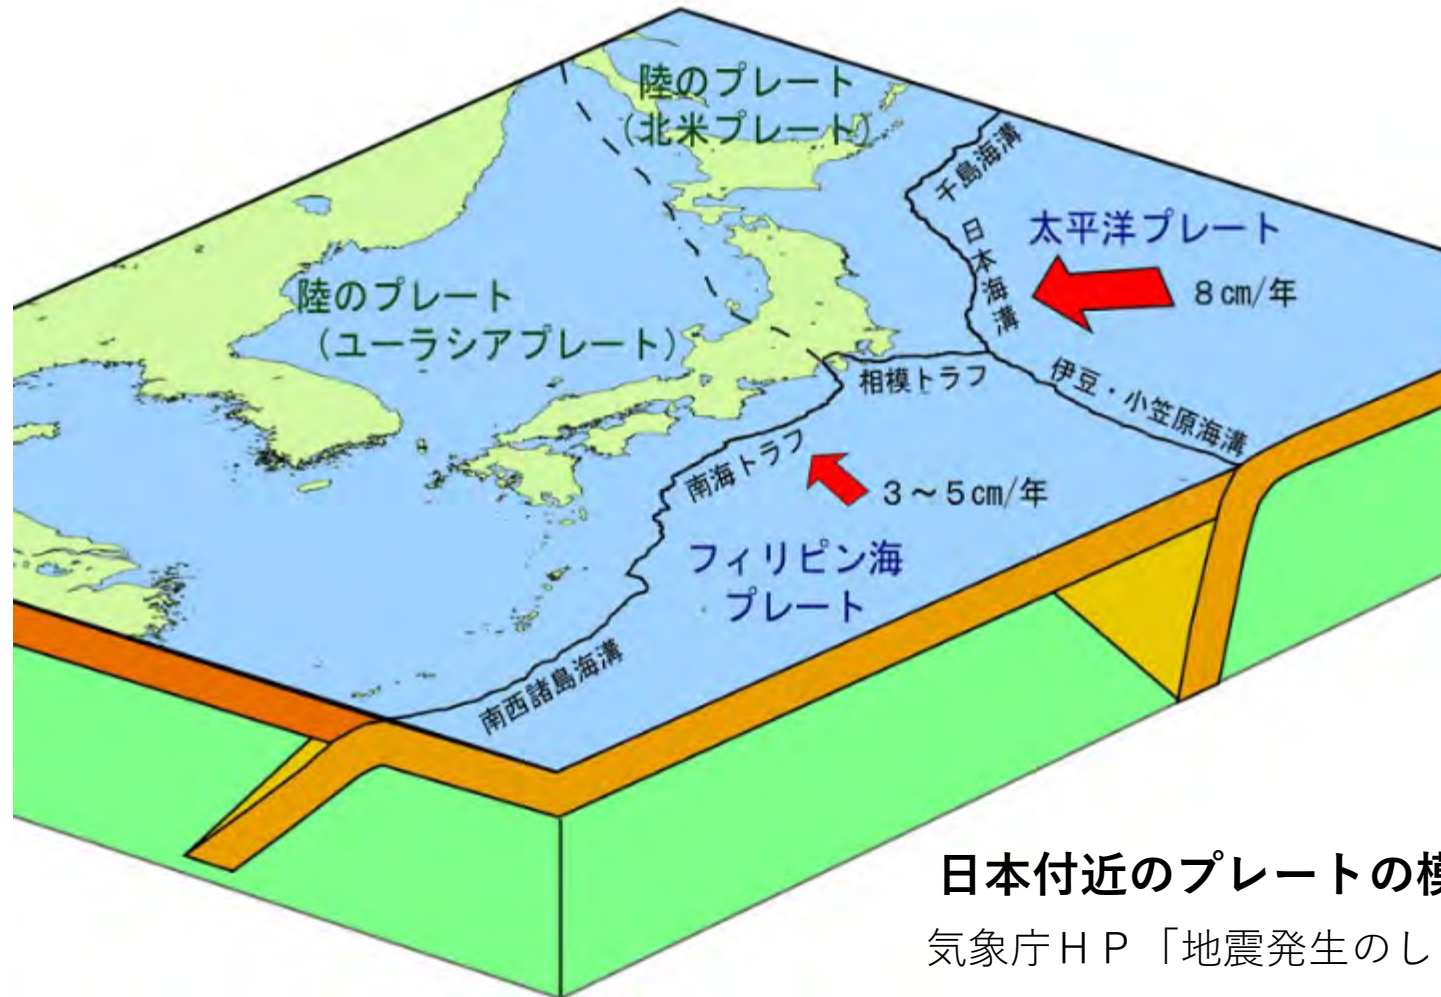 陸のプレート
(北米プレート)
千島海溝
日本海溝
太平洋プレート
8cm/年
陸のプレート
(ユーラシアプレート)
相模トラフ
伊豆・小笠原海溝
南海トラフ
3～5cm/年
フィリピン海
プレート
南西諸島海溝
日本付近のプレートの模
気象庁ＨＰ「地震発生のし